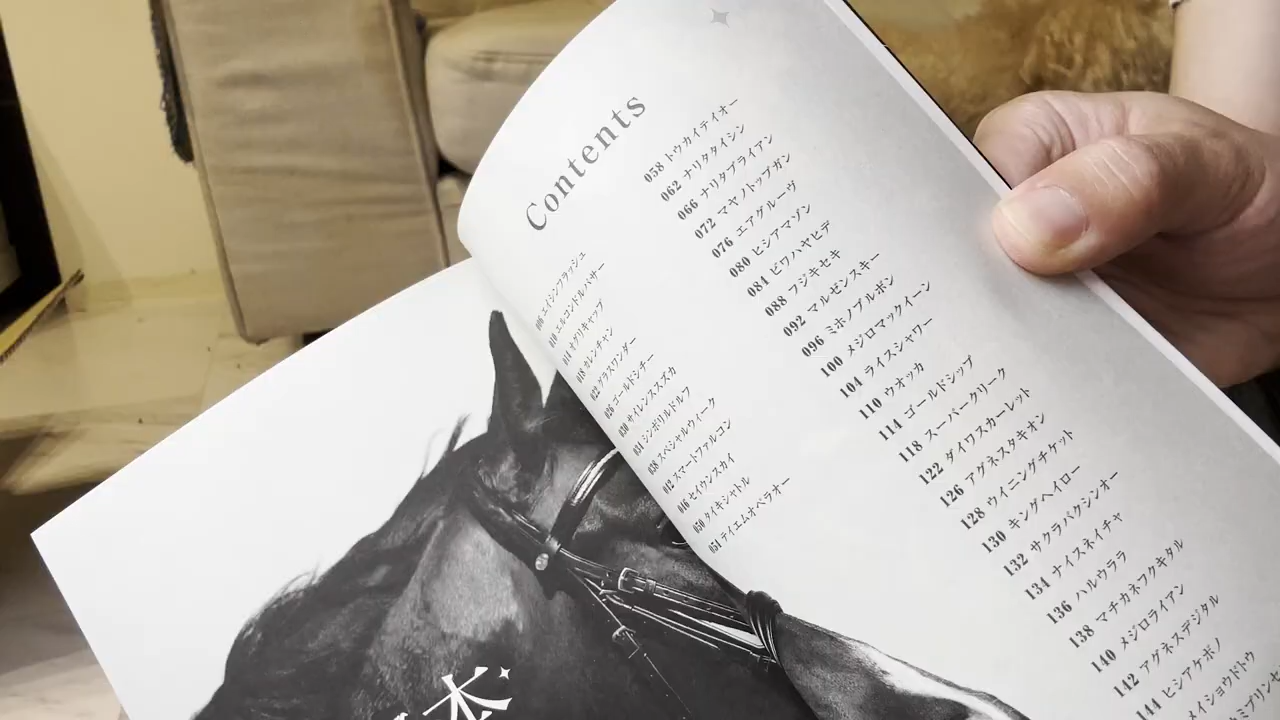 Contents
006 エイシンフラッシュ
010 エルコンドルパサー
014 オグリキャップ
018 カレンチャン
022 グラスワンダー
026 ゴールドシチー
030 サイレンススズカ
034 シンボリルドルフ
038 スペシャルウィーク
042 スマートファルコン
046 セイウンスカイ
050 タイキシャトル
054 テイエムオペラオー
058 トウカイテイオー
062 ナリタタイシン
066 ナリタブライアン
072 マヤノトップガン
076 エアグルーヴ
080 ヒシアマゾン
084 ビワハヤヒデ
088 フジキセキ
092 マルゼンスキー
096 ミホノブルボン
100 メジロマックイーン
104 ライスシャワー
110 ウオッカ
114 ゴールドシップ
118 スーパークリーク
122 ダイワスカーレット
126 アグネスタキオン
128 ウイニングチケット
130 キングヘイロー
132 サクラバクシンオー
134 ナイスネイチャ
136 ハルウララ
138 マチカネフクキタル
140 メジロライアン
142 アグネスデジタル
144 ヒシアケボノ
メイショウドトウ
本